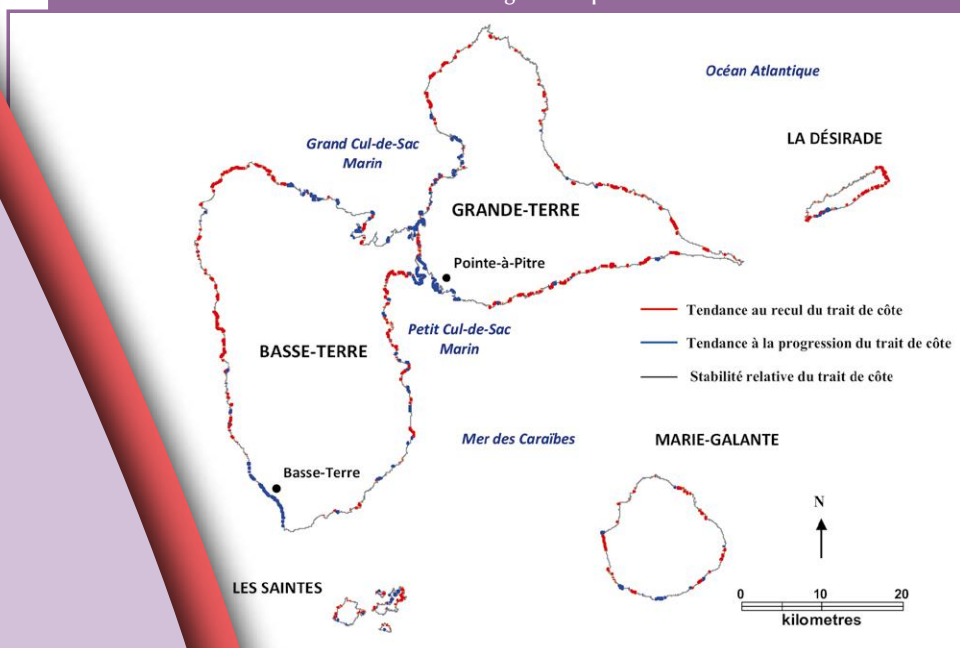 Océan Atlantique
LA DÉSIRADE
Grand Cul-de-Sac
Marin
GRANDE-TERRE
Pointe-à-Pitre
Tendance au recul du trait de côte
Petit Cul-de-Sac
Marin
BASSE-TERRE
Tendance à la progression du trait de côte
Stabilité relative du trait de côte
Mer des Caraïbes
MARIE-GALANTE
Basse-Terre
N
LES SAINTES
0 10 20
kilometres